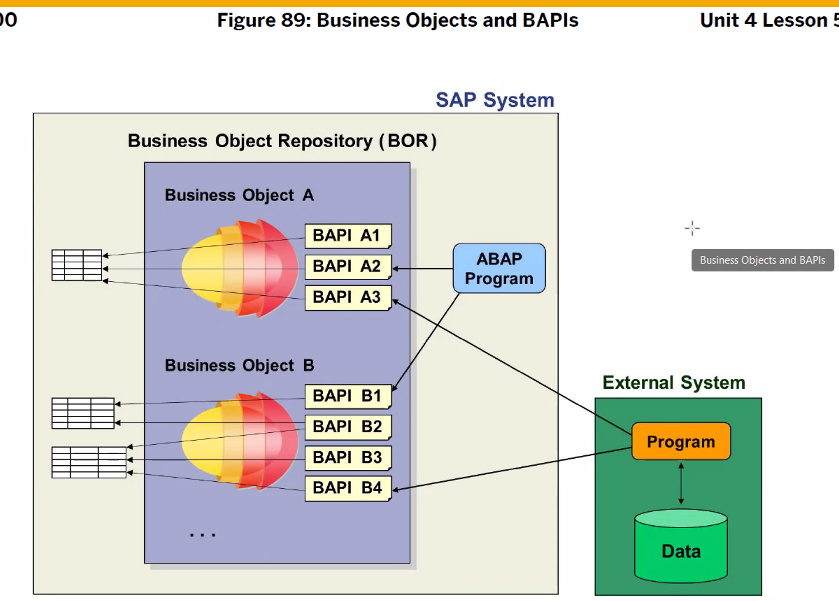 00
Figure 89: Business Objects and BAPIs
Unit 4 Lesson 5
SAP System
Business Object Repository (BOR)
Business Object A
BAPI A1
BAPI A2
BAPI A3
ABAP
Program
Business Objects and BAPIs
Business Object B
BAPI B1
BAPI B2
BAPI B3
BAPI B4
...
External System
Program
Data